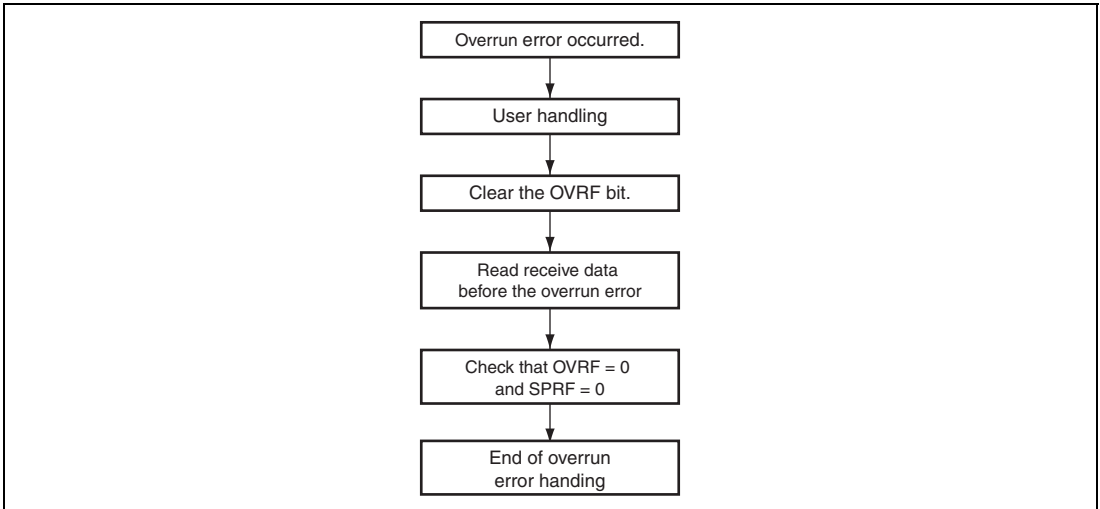 Overrun error occurred.
User handling
Clear the OVRF bit.
Read receive data
before the overrun error
Check that OVRF = 0
and SPRF = 0
End of overrun
error handing